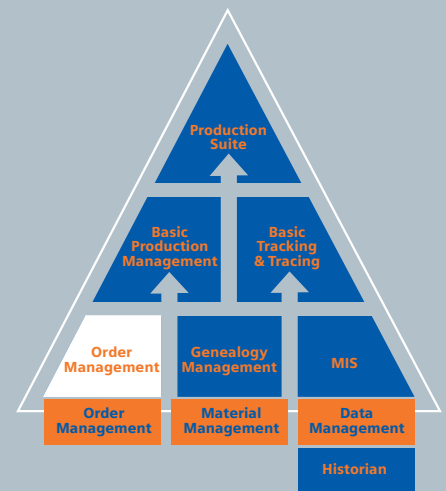 Production
Suite
Basic
Production
Management
Basic
Tracking
& Tracing
Order
Management
Genealogy
Management
MIS
Order
Management
Material
Management
Data
Management
Historian